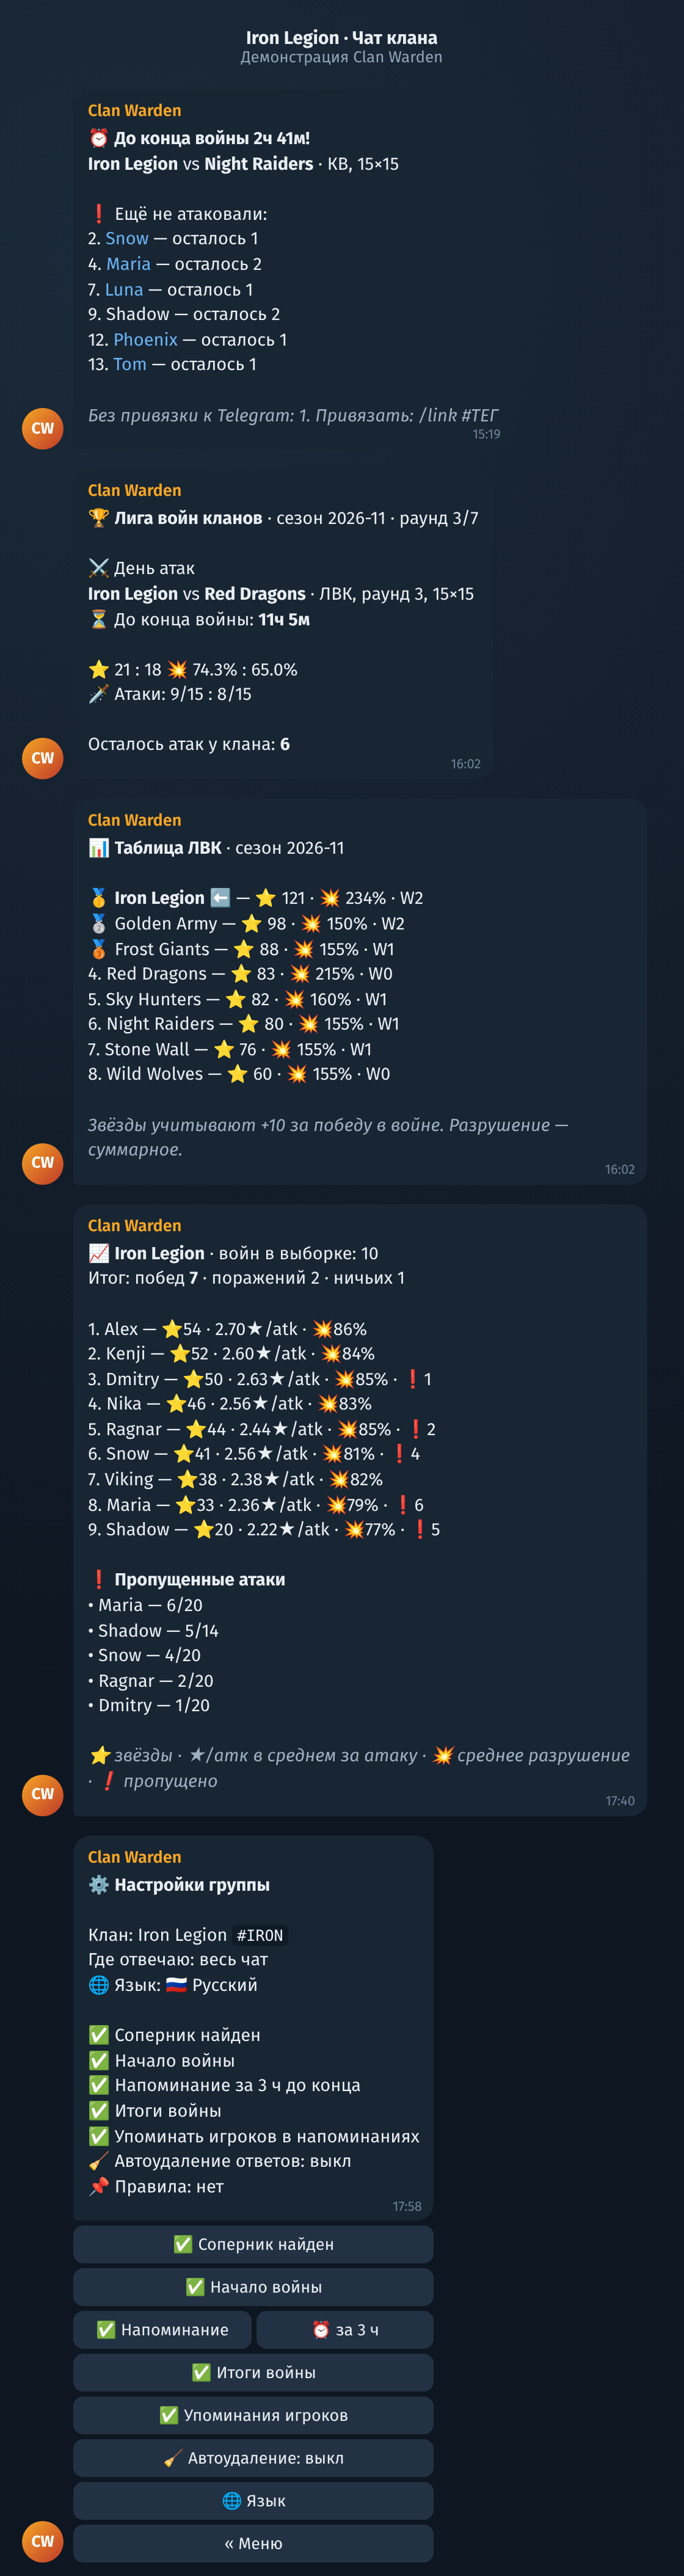 Iron Legion · Чат клана
Демонстрация Clan Warden
Clan Warden
⏰ До конца войны 2ч 41м!
Iron Legion vs Night Raiders · КВ, 15×15
❗ Ещё не атаковали:
2. Snow — осталось 1
4. Maria — осталось 2
7. Luna — осталось 1
9. Shadow — осталось 2
12. Phoenix — осталось 1
13. Tom — осталось 1
Без привязки к Telegram: 1. Привязать: /link #ТЕГ
CW
15:19
Clan Warden
🏆 Лига войн кланов · сезон 2026-11 · раунд 3/7
⚔️ День атак
Iron Legion vs Red Dragons · ЛВК, раунд 3, 15×15
⏳ До конца войны: 11ч 5м
⭐ 21 : 18 💥 74.3% : 65.0%
🗡️ Атаки: 9/15 : 8/15
Осталось атак у клана: 6
CW
16:02
Clan Warden
📊 Таблица ЛВК · сезон 2026-11
🥇 Iron Legion ⬅️ — ⭐ 121 · 💥 234% · W2
🥈 Golden Army — ⭐ 98 · 💥 150% · W2
🥉 Frost Giants — ⭐ 88 · 💥 155% · W1
4. Red Dragons — ⭐ 83 · 💥 215% · W0
5. Sky Hunters — ⭐ 82 · 💥 160% · W1
6. Night Raiders — ⭐ 80 · 💥 155% · W1
7. Stone Wall — ⭐ 76 · 💥 155% · W1
8. Wild Wolves — ⭐ 60 · 💥 155% · W0
Звёзды учитывают +10 за победу в войне. Разрушение —
суммарное.
CW
16:02
Clan Warden
📈 Iron Legion · войн в выборке: 10
Итог: побед 7 · поражений 2 · ничьих 1
1. Alex — ⭐54 · 2.70★/atk · 💥86%
2. Kenji — ⭐52 · 2.60★/atk · 💥84%
3. Dmitry — ⭐50 · 2.63★/atk · 💥85% · ❗1
4. Nika — ⭐46 · 2.56★/atk · 💥83%
5. Ragnar — ⭐44 · 2.44★/atk · 💥85% · ❗2
6. Snow — ⭐41 · 2.56★/atk · 💥81% · ❗4
7. Viking — ⭐38 · 2.38★/atk · 💥82%
8. Maria — ⭐33 · 2.36★/atk · 💥79% · ❗6
9. Shadow — ⭐20 · 2.22★/atk · 💥77% · ❗5
❗ Пропущенные атаки
• Maria — 6/20
• Shadow — 5/14
• Snow — 4/20
• Ragnar — 2/20
• Dmitry — 1/20
⭐ звёзды · ★/атк в среднем за атаку · 💥 среднее разрушение
· ❗ пропущено
CW
17:40
Clan Warden
⚙️ Настройки группы
Клан: Iron Legion #IRON
Где отвечаю: весь чат
🌐 Язык: 🇷🇺 Русский
✅ Соперник найден
✅ Начало войны
✅ Напоминание за 3 ч до конца
✅ Итоги войны
✅ Упоминать игроков в напоминаниях
🧹 Автоудаление ответов: выкл
📌 Правила: нет
17:58
✅ Соперник найден
✅ Начало войны
✅ Напоминание
⏰ за 3 ч
✅ Итоги войны
✅ Упоминания игроков
🧹 Автоудаление: выкл
🌐 Язык
« Меню
CW